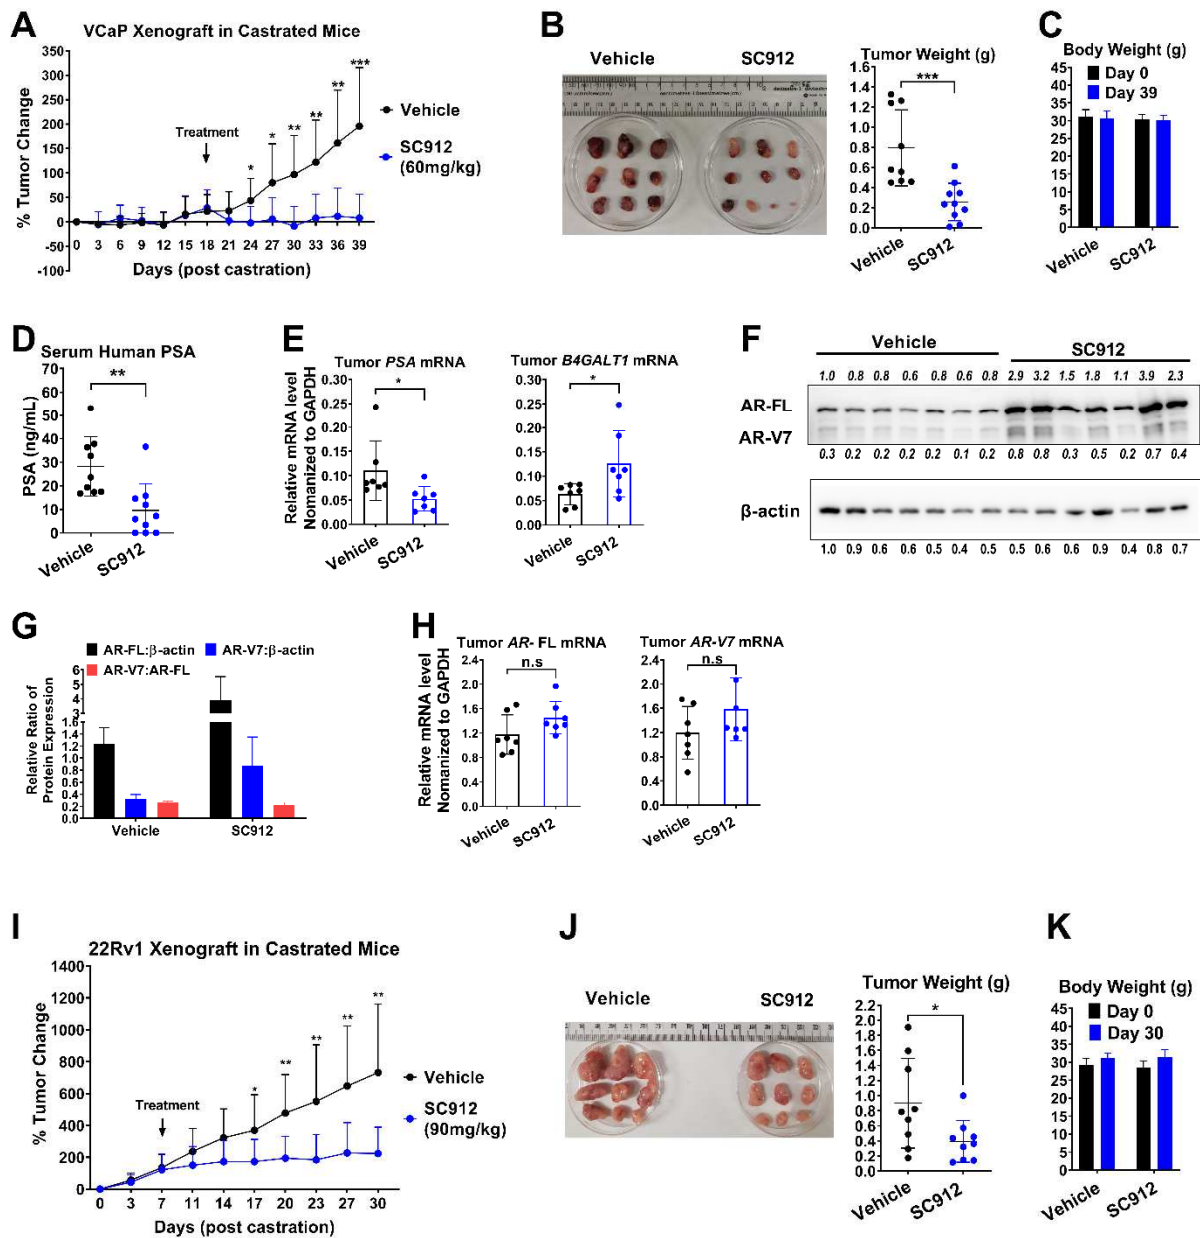 A
VCaP Xenograft in Castrated Mice
% Tumor Change
350
300
250
200
150
100
50
0
-50
-100
Treatment
* * ** ** ** ***
Vehicle
SC912
(60mg/kg)
0 3 6 9 12 15 18 21 24 27 30 33 36 39
Days (post castration)
B
Vehicle SC912
Tumor Weight (g)
***
1.6
1.4
1.2
1.0
0.8
0.6
0.4
0.2
0.0
Vehicle SC912
C
Body Weight (g)
Day 0
Day 39
45
40
35
30
25
20
15
10
5
0
Vehicle SC912
D
Serum Human PSA
PSA (ng/mL)
**
70
60
50
40
30
20
10
0
Vehicle SC912
E
Relative mRNA level
Nomanized to GAPDH
Tumor PSA mRNA
*
0.30
0.25
0.20
0.15
0.10
0.05
0.00
Vehicle SC912
Tumor B4GALT1 mRNA
*
0.30
0.25
0.20
0.15
0.10
0.05
0.00
Vehicle SC912
F
Vehicle SC912
1.0 0.8 0.8 0.6 0.8 0.6 0.8 2.9 3.2 1.5 1.8 1.1 3.9 2.3
AR-FL
AR-V7
0.3 0.2 0.2 0.2 0.2 0.2 0.2 0.8 0.8 0.3 0.5 0.2 0.7 0.4
β-actin
1.0 0.9 0.6 0.6 0.5 0.4 0.5 0.5 0.6 0.6 0.9 0.4 0.8 0.7
G
AR-FL:β-actin AR-V7:β-actin
AR-V7:AR-FL
Relative Ratio of
Protein Expression
6
5
4
3
1.6
1.4
1.2
1.0
0.8
0.6
0.4
0.2
0.0
Vehicle SC912
H
Relative mRNA level
Nomanized to GAPDH
Tumor AR- FL mRNA
n.s
2.4
2.0
1.6
1.2
0.8
0.4
0.0
Vehicle SC912
Tumor AR-V7 mRNA
n.s
2.4
2.0
1.6
1.2
0.8
0.4
0.0
Vehicle SC912
I
22Rv1 Xenograft in Castrated Mice
% Tumor Change
1400
1200
1000
800
600
400
200
0
Treatment
* ** ** ** **
Vehicle
SC912
(90mg/kg)
0 3 7 11 14 17 20 23 27 30
Days (post castration)
J
Vehicle SC912
Tumor Weight (g)
*
2.2
2.0
1.8
1.6
1.4
1.2
1.0
0.8
0.6
0.4
0.2
0.0
Vehicle SC912
K
Body Weight (g)
Day 0
Day 30
45
40
35
30
25
20
15
10
5
0
Vehicle SC912